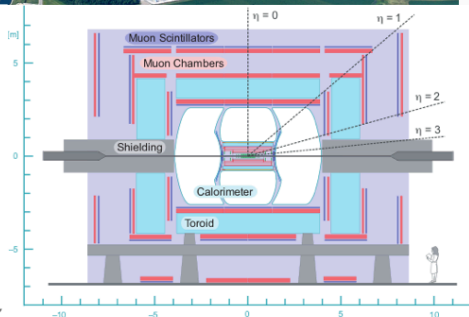 η = 0
η = 1
[m]
Muon Scintillators
5
Muon Chambers
η = 2
η = 3
Shielding
0
Calorimeter
Toroid
−5
−10
−5
0
5
10